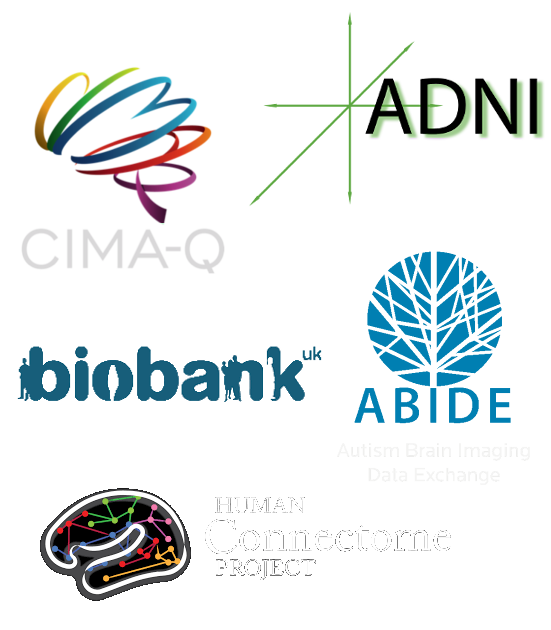 ADNI
CIMA-Q
biobank uk
ABIDE
Autism Brain Imaging
Data Exchange
HUMAN
Connectome
PROJECT